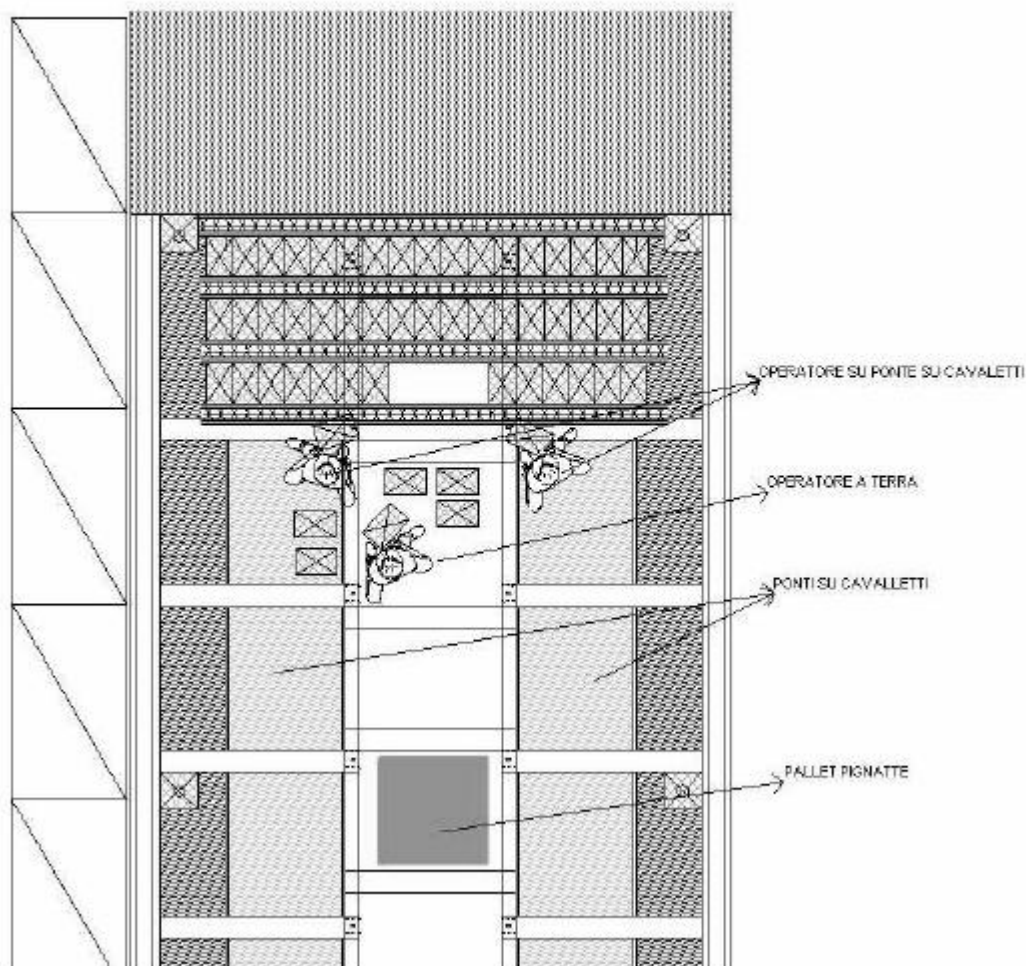 OPERATORE SU PONTE SU CAVALETTI
OPERATORE A TERRA
PONTI SU CAVALLETTI
PALLET PIGNATTE